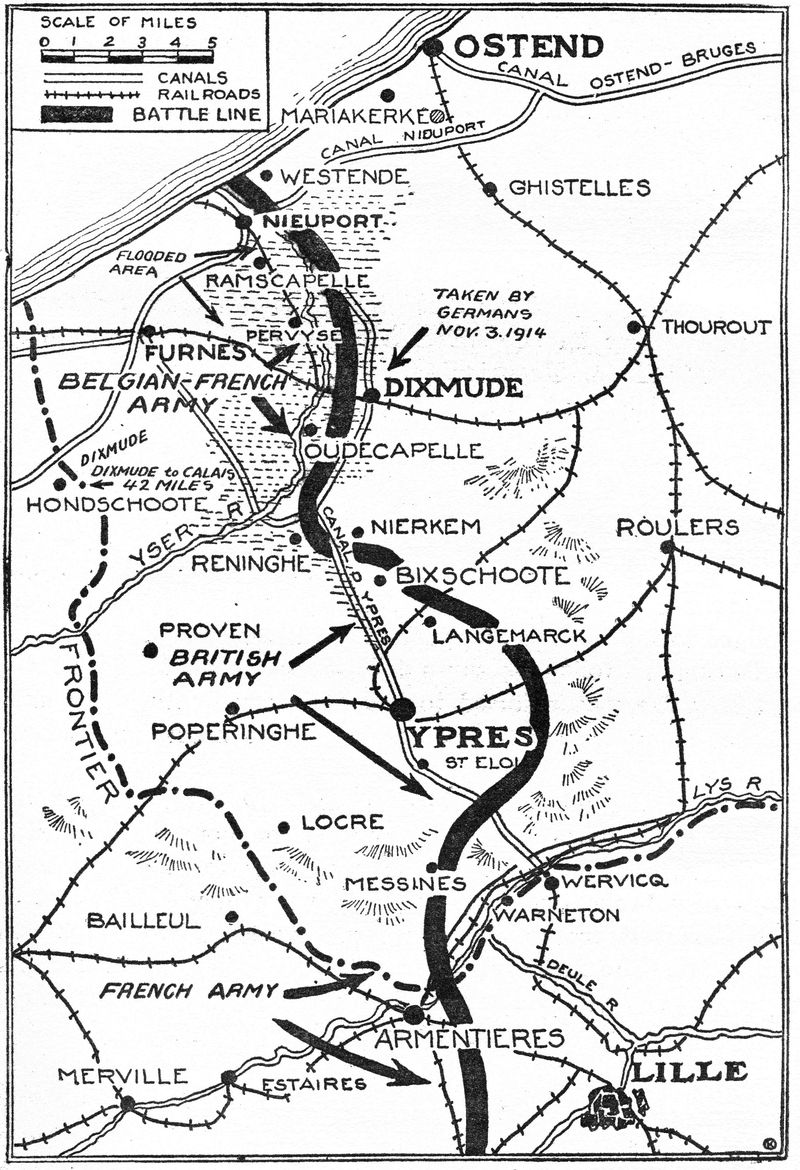 SCALE OF MILES
0 1 2 3 4 5
CANALS
RAILROADS
BATTLE LINE
OSTEND
CANAL OSTEND-BRUGES
MARIAKERKE
CANAL NIEUPORT
WESTENDE
GHISTELLES
NIEUPORT
FLOODED
AREA
RAMSCAPELLE
TAKEN BY
GERMANS
NOV. 3. 1914
PERVYSE
THOUROUT
FURNES
BELGIAN-FRENCH
ARMY
DIXMUDE
DIXMUDE
OUDECAPELLE
DIXMUDE to CALAIS
42 MILES
HONDSCHOOTE
YSER R
CANAL D YPRES
NIERKEM
ROULERS
RENINGHE
BIXSCHOOTE
PROVEN
LANGEMARCK
BRITISH
ARMY
FRONTIER
POPERINGHE
YPRES
ST ELOI
LYS R
LOCRE
MESSINES
WERVICQ
BAILLEUL
WARNETON
DEULE R
FRENCH ARMY
ARMENTIERES
MERVILLE
ESTAIRES
LILLE
K